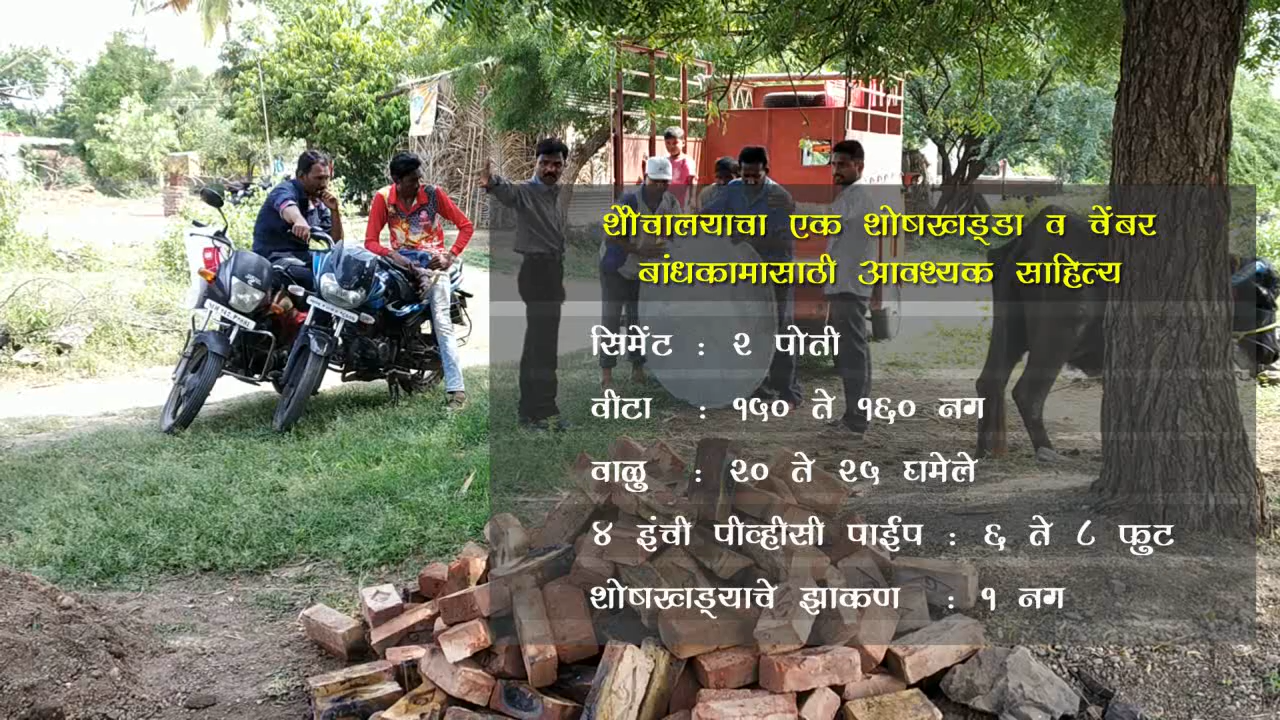 शौचालयाचा एक शोषखड्डा व चेंबर
बांधकामासाठी आवश्यक साहित्य
सिमेंट : २ पोती
वीटा : १५० ते १६० नग
वाळु : २० ते २५ घमेले
४ इंची पीव्हीसी पाईप : ६ ते ८ फुट
शोषखड्याचे झाकण : १ नग